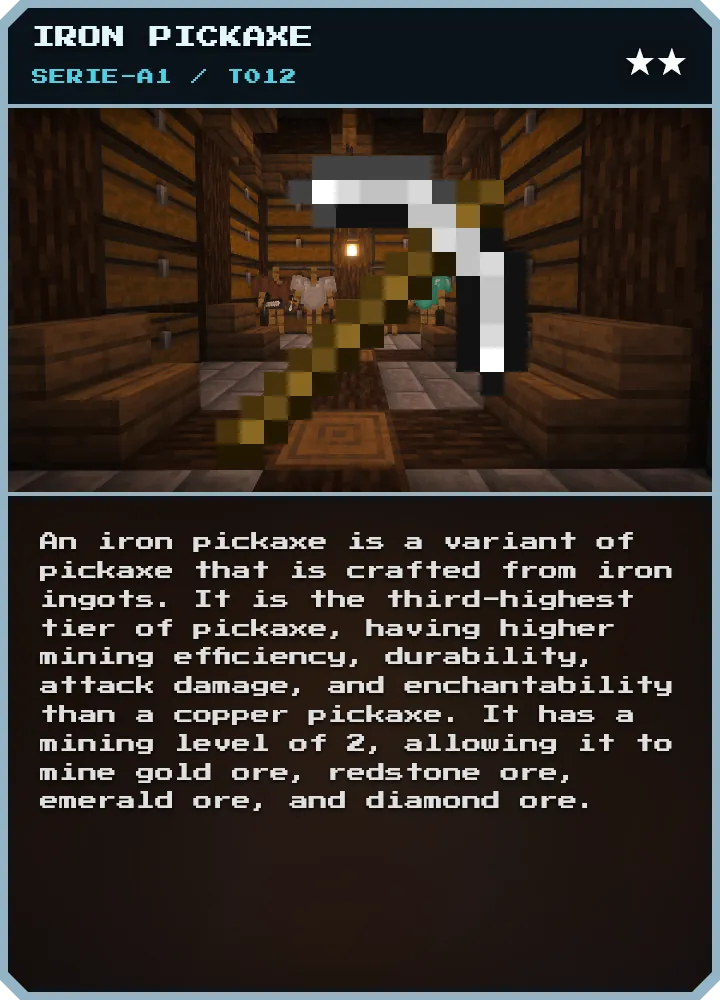 IRON PICKAXE
SERIE-A1 / T012
An iron pickaxe is a variant of
pickaxe that is crafted from iron
ingots. It is the third-highest
tier of pickaxe, having higher
mining efficiency, durability,
attack damage, and enchantability
than a copper pickaxe. It has a
mining level of 2, allowing it to
mine gold ore, redstone ore,
emerald ore, and diamond ore.